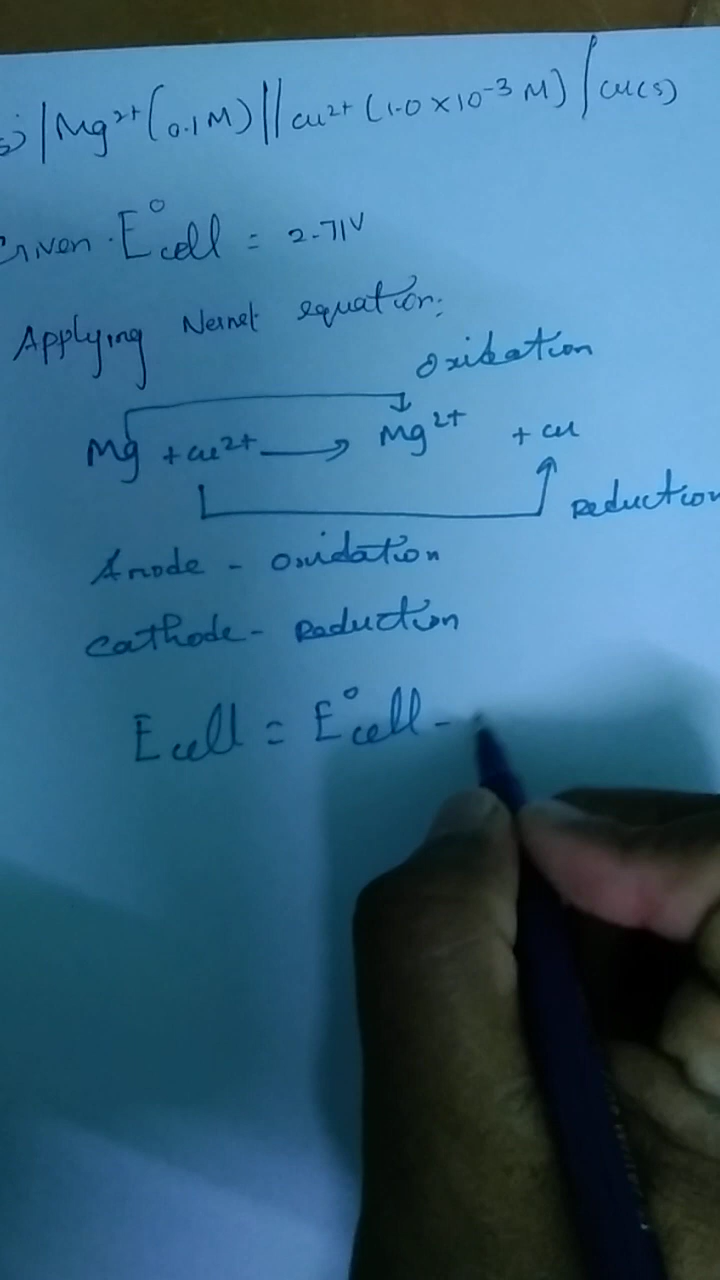 s) | Mg²⁺ (0.1M) || Cu²⁺ (1.0 × 10⁻³ M) | Cu(s)
Given. E°cell = 2.71V
Applying Nernst equation:
Oxidation
Mg + Cu²⁺ ⟶ Mg²⁺ + Cu
Reduction
Anode - Oxidation
Cathode - Reduction
Ecell = E°cell -